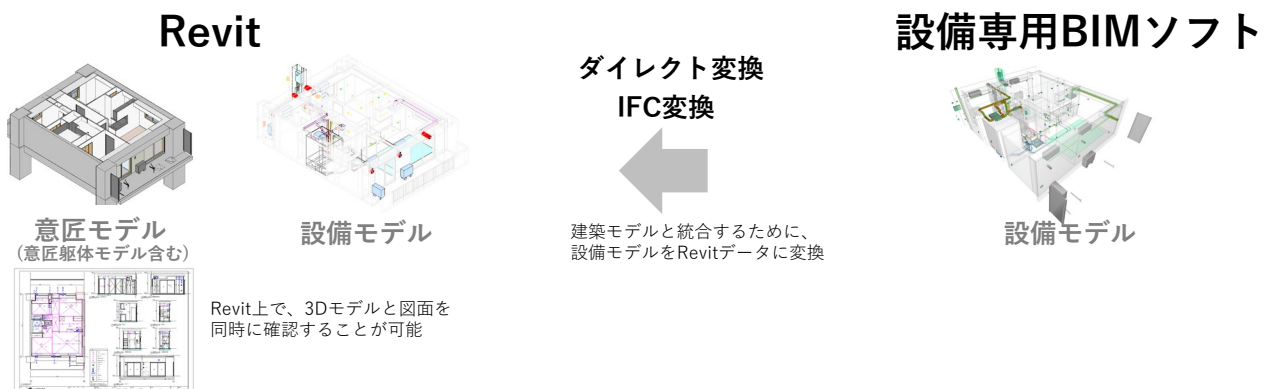 Revit
設備専用BIMソフト
ダイレクト変換
IFC変換
意匠モデル
(意匠躯体モデル含む)
設備モデル
建築モデルと統合するために、
設備モデルをRevitデータに変換
設備モデル
Revit上で、3Dモデルと図面を
同時に確認することが可能